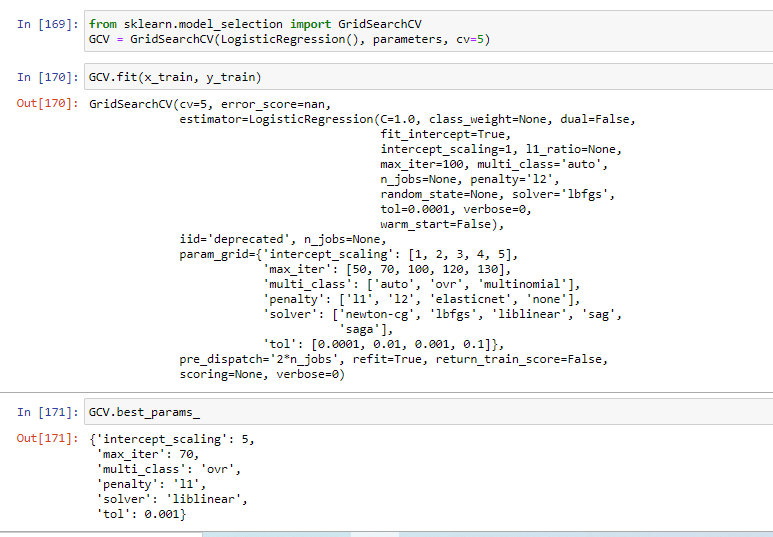 In [169]: from sklearn.model_selection import GridSearchCV
GCV = GridSearchCV(LogisticRegression(), parameters, cv=5)
In [170]: GCV.fit(x_train, y_train)
Out[170]: GridSearchCV(cv=5, error_score=nan,
estimator=LogisticRegression(C=1.0, class_weight=None, dual=False,
fit_intercept=True,
intercept_scaling=1, l1_ratio=None,
max_iter=100, multi_class='auto',
n_jobs=None, penalty='l2',
random_state=None, solver='lbfgs',
tol=0.0001, verbose=0,
warm_start=False),
iid='deprecated', n_jobs=None,
param_grid={'intercept_scaling': [1, 2, 3, 4, 5],
'max_iter': [50, 70, 100, 120, 130],
'multi_class': ['auto', 'ovr', 'multinomial'],
'penalty': ['l1', 'l2', 'elasticnet', 'none'],
'solver': ['newton-cg', 'lbfgs', 'liblinear', 'sag',
'saga'],
'tol': [0.0001, 0.01, 0.001, 0.1]},
pre_dispatch='2*n_jobs', refit=True, return_train_score=False,
scoring=None, verbose=0)
In [171]: GCV.best_params_
Out[171]: {'intercept_scaling': 5,
'max_iter': 70,
'multi_class': 'ovr',
'penalty': 'l1',
'solver': 'liblinear',
'tol': 0.001}